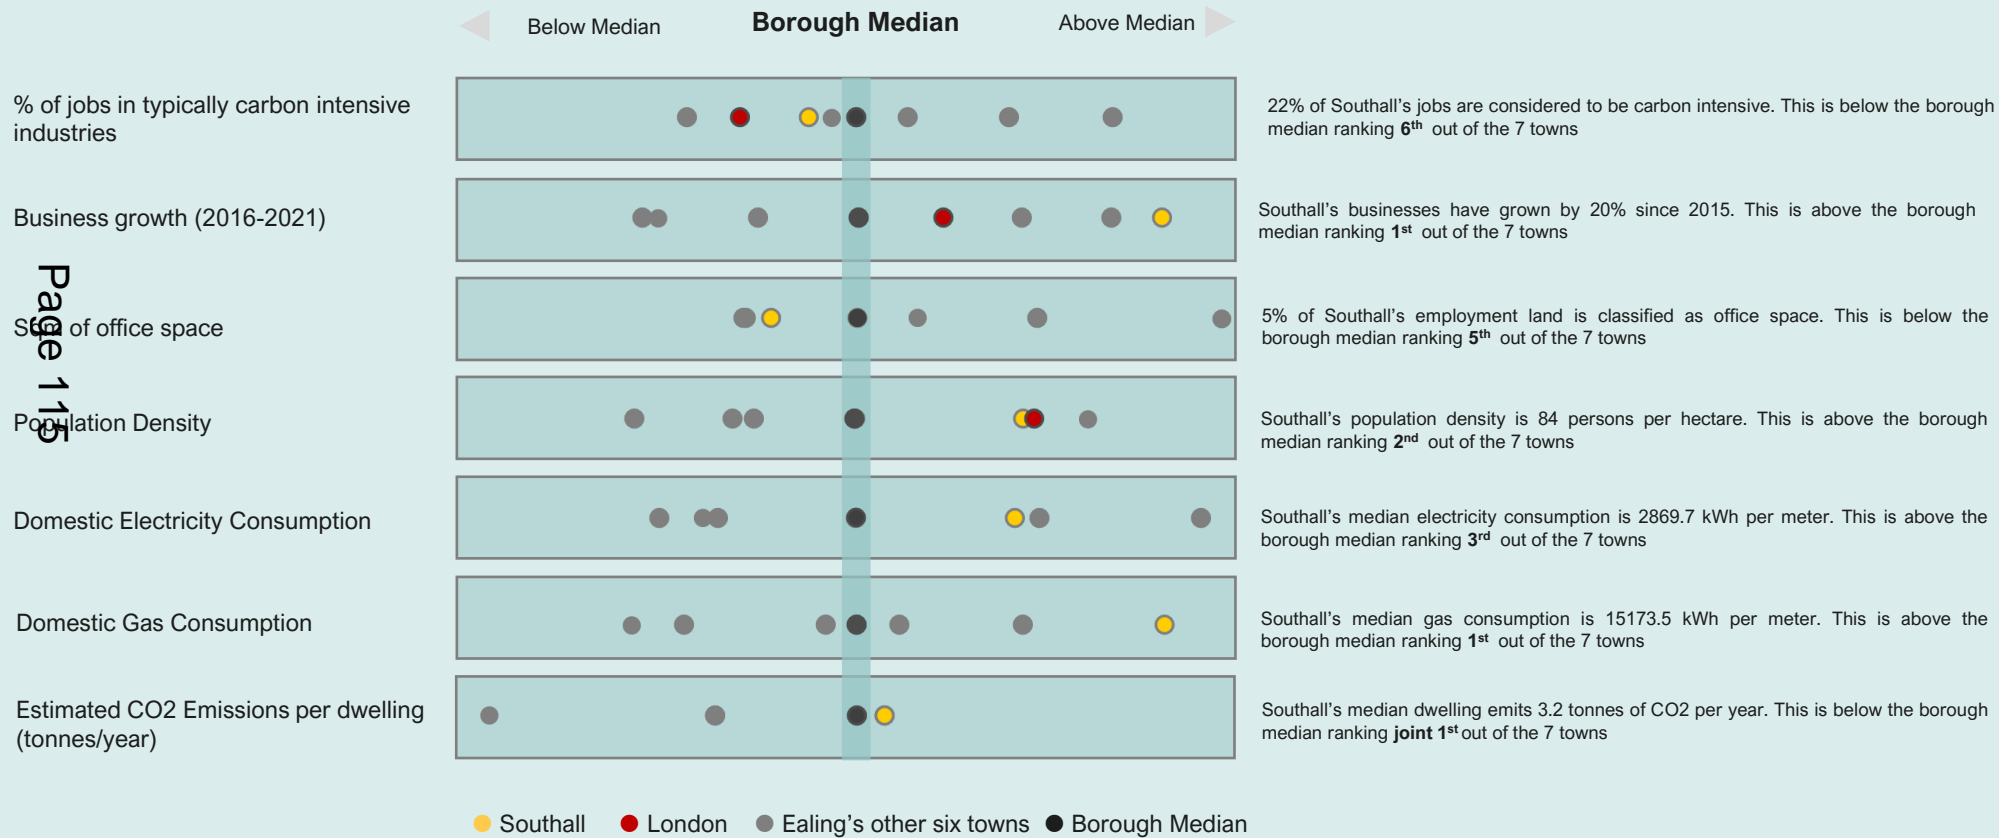 Below Median
Borough Median
Above Median
% of jobs in typically carbon intensive
industries
22% of Southall's jobs are considered to be carbon intensive. This is below the borough
median ranking 6th out of the 7 towns
Business growth (2016-2021)
Southall's businesses have grown by 20% since 2015. This is above the borough
median ranking 1st out of the 7 towns
Page 115
Sqm of office space
5% of Southall's employment land is classified as office space. This is below the
borough median ranking 5th out of the 7 towns
Population Density
Southall's population density is 84 persons per hectare. This is above the borough
median ranking 2nd out of the 7 towns
Domestic Electricity Consumption
Southall's median electricity consumption is 2869.7 kWh per meter. This is above the
borough median ranking 3rd out of the 7 towns
Domestic Gas Consumption
Southall's median gas consumption is 15173.5 kWh per meter. This is above the
borough median ranking 1st out of the 7 towns
Estimated CO2 Emissions per dwelling
(tonnes/year)
Southall's median dwelling emits 3.2 tonnes of CO2 per year. This is below the borough
median ranking joint 1st out of the 7 towns
Southall
London
Ealing's other six towns
Borough Median